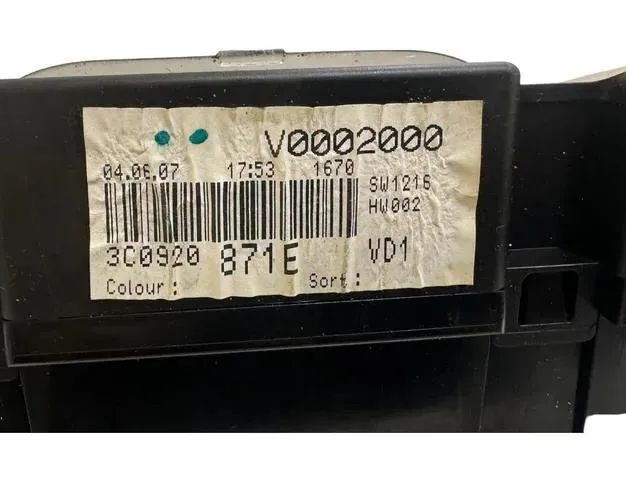 V0002000
04.06.07 17:53 1670
SW1216
HW002
3C0920 871E VD1
Colour: Sort: